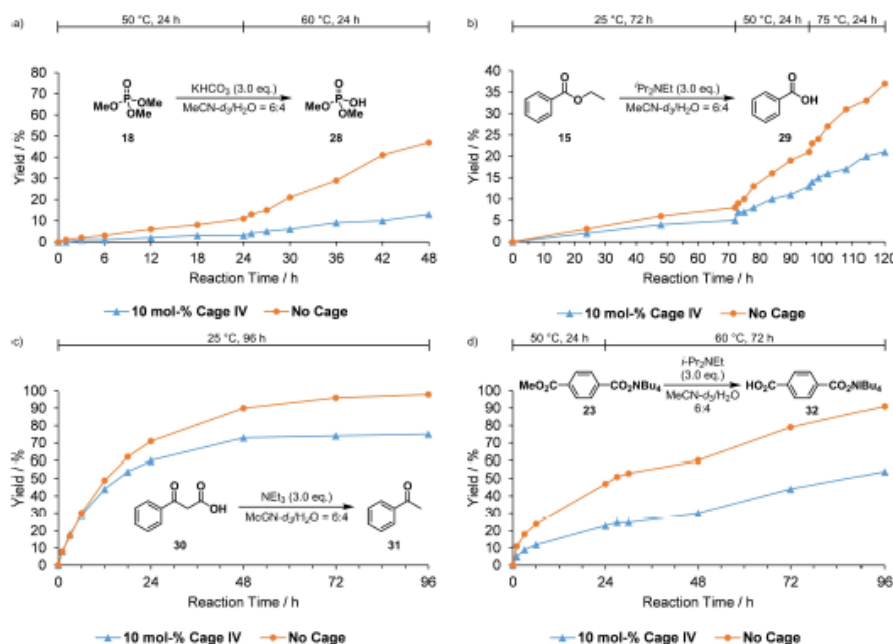 a)
50 °C, 24 h
60 °C, 24 h
Yield / %
80
70
60
50
40
30
20
10
0
O
MeO P OMe
OMe
18
KHCO3 (3.0 eq.)
MeCN-d3/H2O = 6:4
O
MeO P OH
OMe
28
0 6 12 18 24 30 36 42 48
Reaction Time / h
10 mol-% Cage IV
No Cage
b)
25 °C, 72 h
50 °C, 24 h
75 °C, 24 h
Yield / %
40
35
30
25
20
15
10
5
0
O
O
15
iPr2NEt (3.0 eq.)
MeCN-d3/H2O = 6:4
O
OH
29
0 10 20 30 40 50 60 70 80 90 100 110 120
Reaction Time / h
10 mol-% Cage IV
No Cage
c)
25 °C, 96 h
Yield / %
100
90
80
70
60
50
40
30
20
10
0
O O
OH
30
NEt3 (3.0 eq.)
MeCN-d3/H2O = 6:4
O
31
0 24 48 72 96
Reaction Time / h
10 mol-% Cage IV
No Cage
d)
50 °C, 24 h
60 °C, 72 h
Yield / %
100
90
80
70
60
50
40
30
20
10
0
MeO2C
CO2NBu4
23
i-Pr2NEt
(3.0 eq.)
MeCN-d3/H2O
6:4
HO2C
CO2NBu4
32
0 24 48 72 96
Reaction Time / h
10 mol-% Cage IV
No Cage